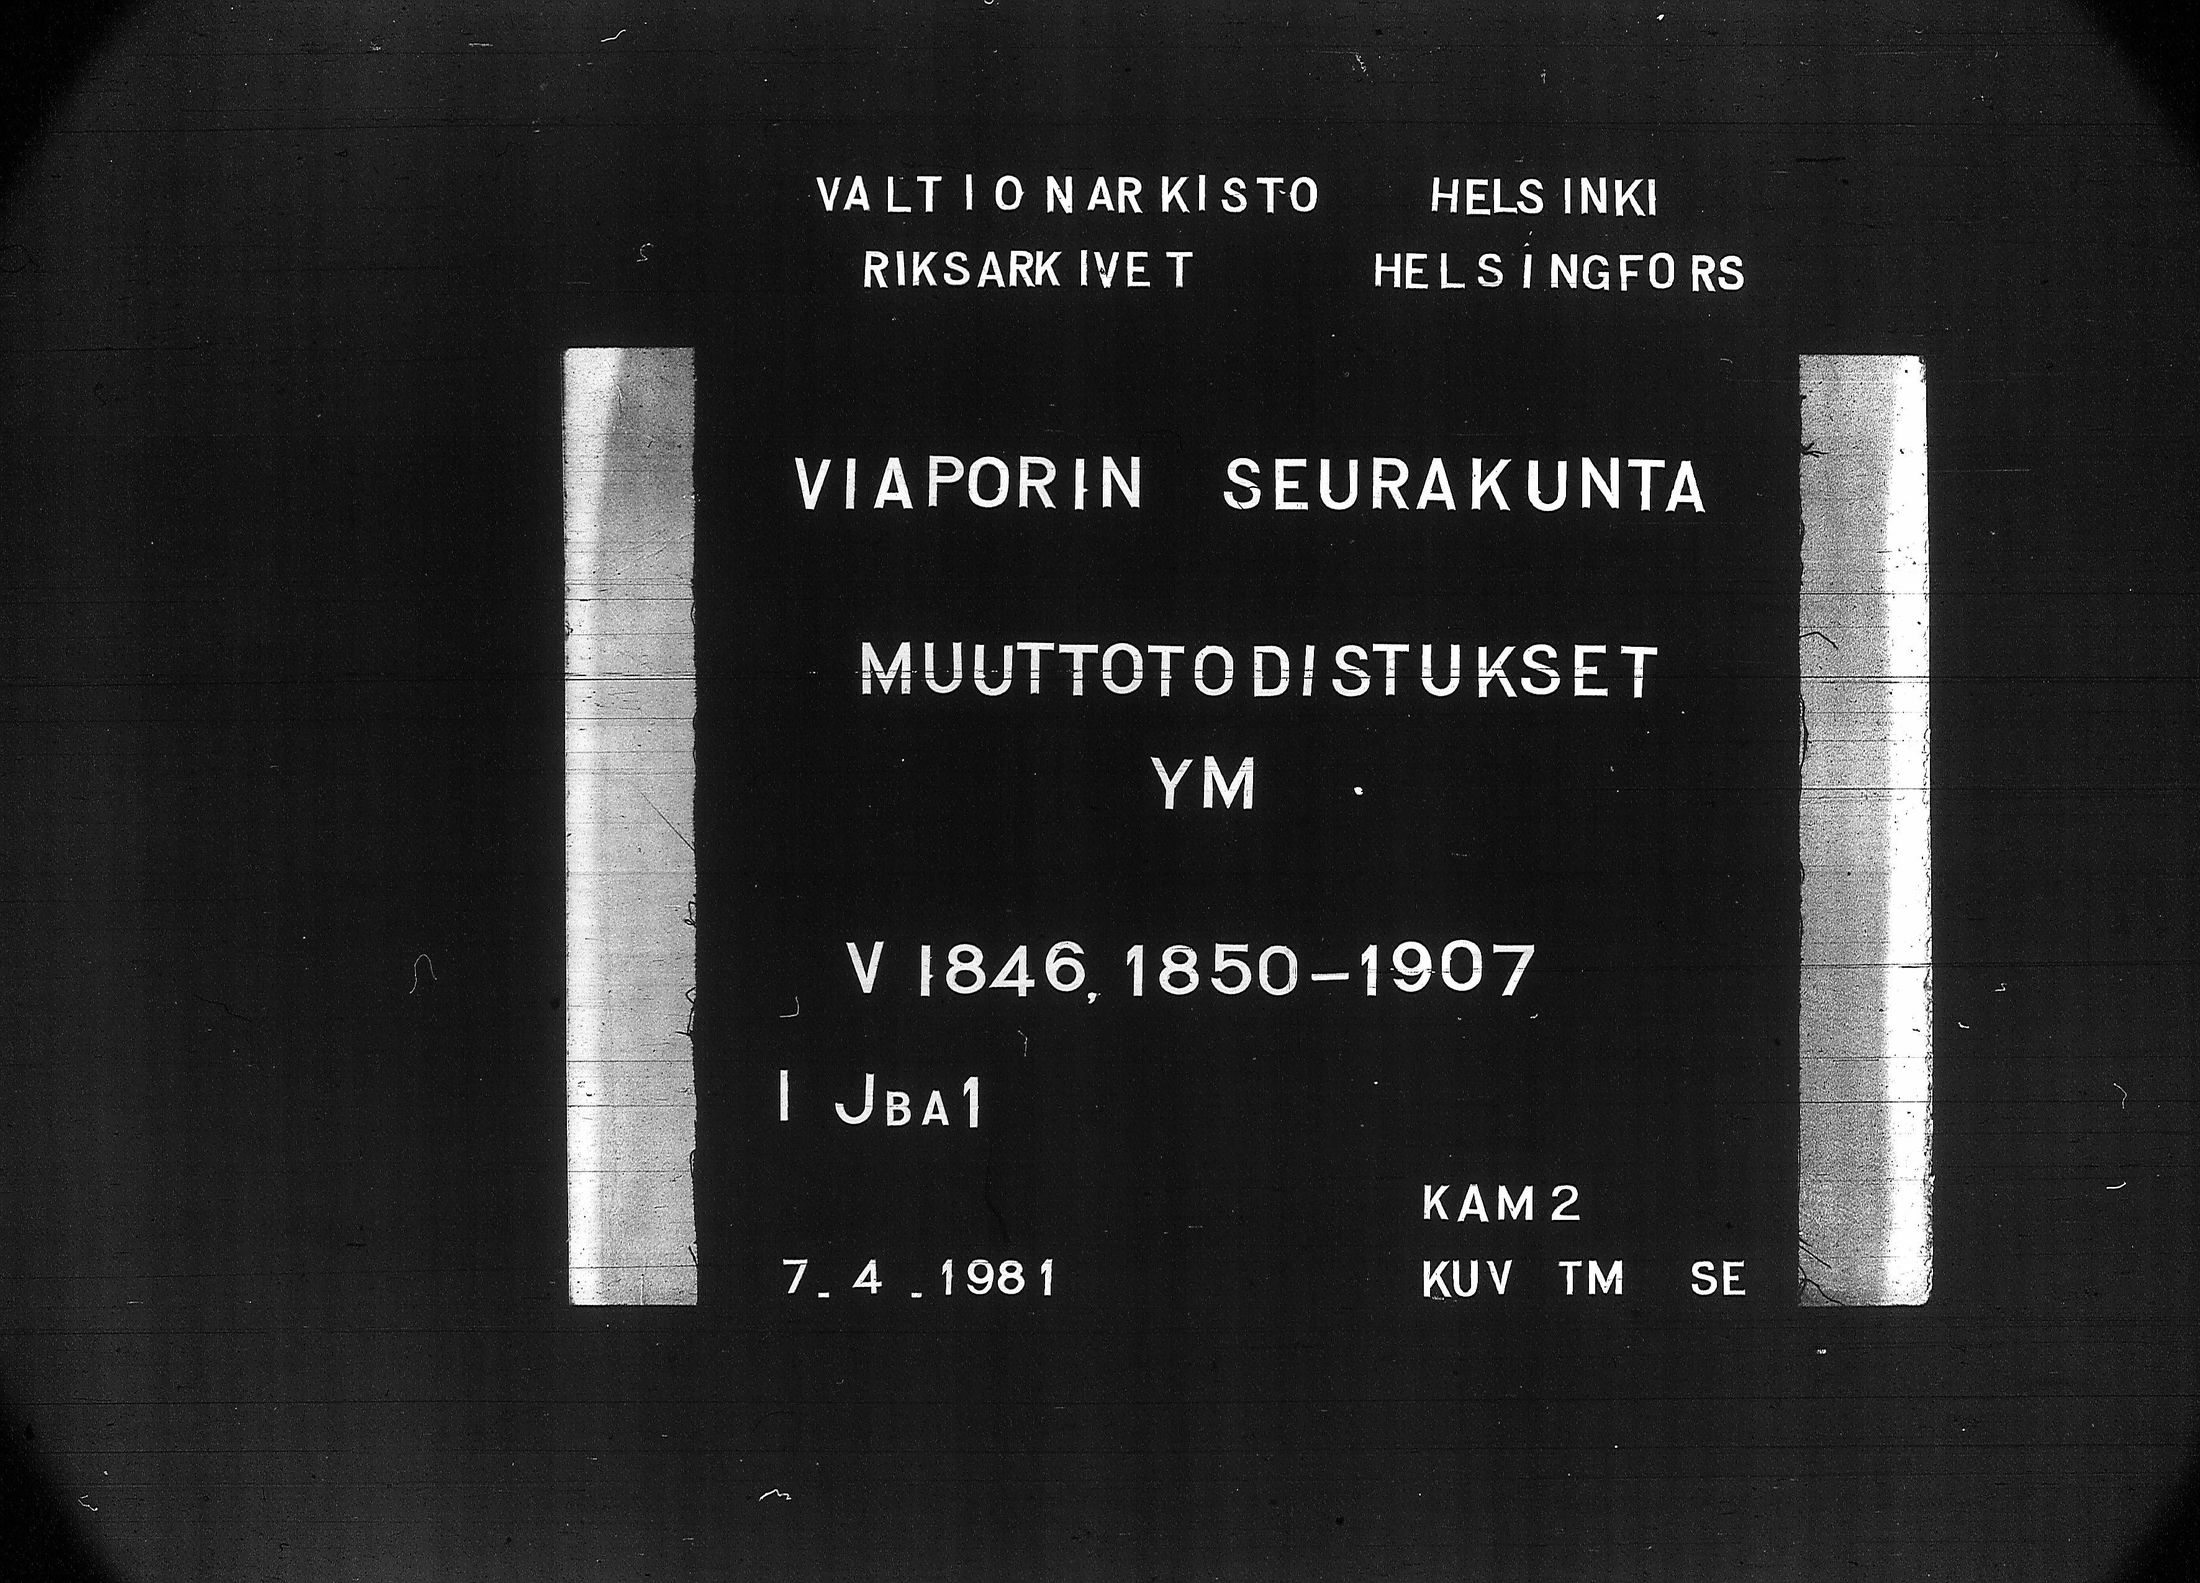 VALTIONARKISTO HELSINKI
RIKSARKIVET HELSINGFORS
VIAPORIN SEURAKUNTA
MUUTTOTODISTUKSET
YM.
V 1846, 1850-1907
I JBA1
KAM 2
7.4.1981 KUV TM SE